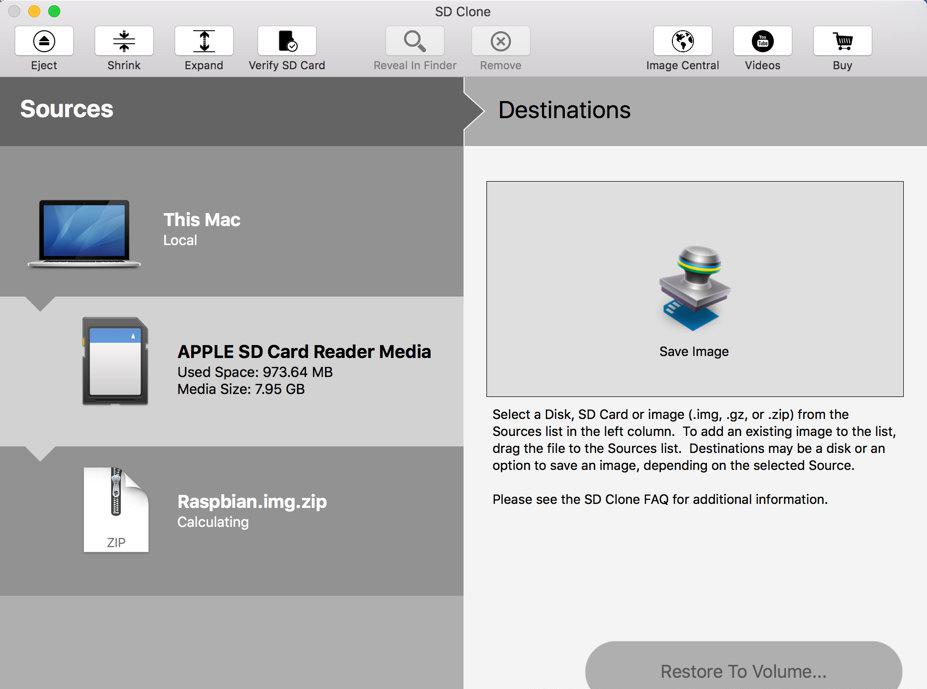 SD Clone
Eject
Shrink
Expand
Verify SD Card
Reveal In Finder
Remove
Image Central
You
Tube
Videos
Buy
Sources
Destinations
This Mac
Local
APPLE SD Card Reader Media
Used Space: 973.64 MB
Media Size: 7.95 GB
ZIP
Raspbian.img.zip
Calculating
Save Image
Select a Disk, SD Card or image (.img, .gz, or .zip) from the
Sources list in the left column.  To add an existing image to the list,
drag the file to the Sources list.  Destinations may be a disk or an
option to save an image, depending on the selected Source.
Please see the SD Clone FAQ for additional information.
Restore To Volume...